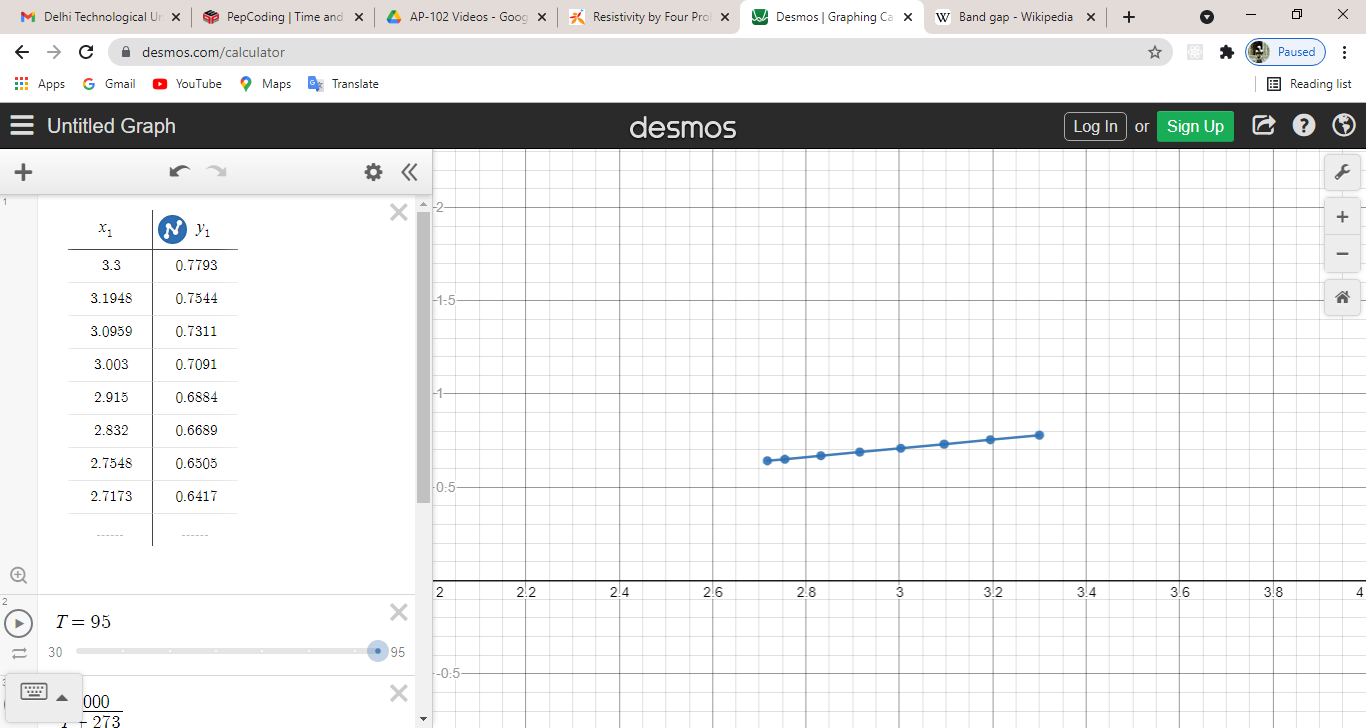 Delhi Technological Ur
PepCoding | Time and
AP-102 Videos - Goog
Resistivity by Four Pro
Desmos | Graphing Ca
Band gap - Wikipedia
desmos.com/calculator
Paused
Apps
Gmail
YouTube
Maps
Translate
Reading list
Untitled Graph
desmos
Log In or Sign Up
1
x₁ y₁
3.3 0.7793
3.1948 0.7544
3.0959 0.7311
3.003 0.7091
2.915 0.6884
2.832 0.6689
2.7548 0.6505
2.7173 0.6417
2
T = 95
30 95
3
000
T + 273
2
1.5
1
0.5
-0.5
2 2.2 2.4 2.6 2.8 3 3.2 3.4 3.6 3.8 4